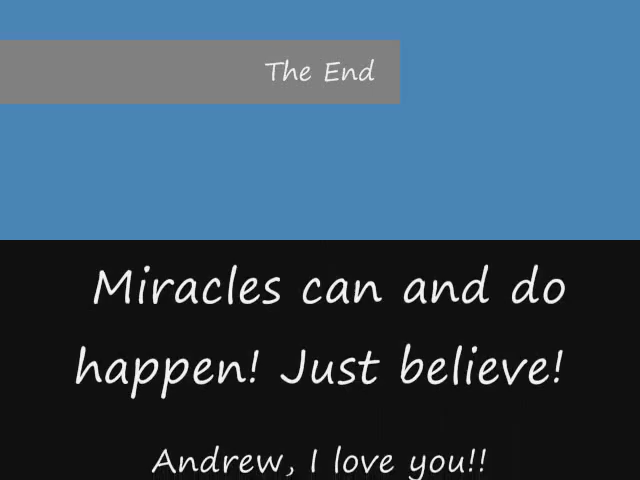 The End
Miracles can and do
happen! Just believe!
Andrew, I love you!!